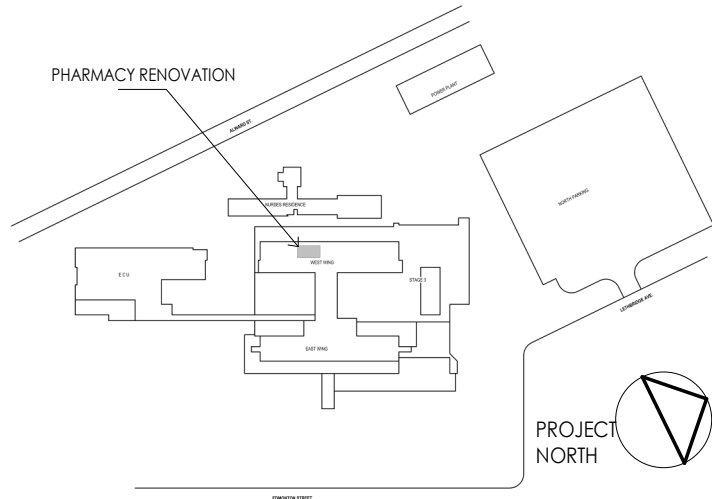 PHARMACY RENOVATION
POWER PLANT
ALWARD ST.
NORTH PARKING
NURSES RESIDENCE
WEST WING
E C U
STAGE 3
LETHBRIDGE AVE.
EAST WING
PROJECT
NORTH
EDMONTON STREET